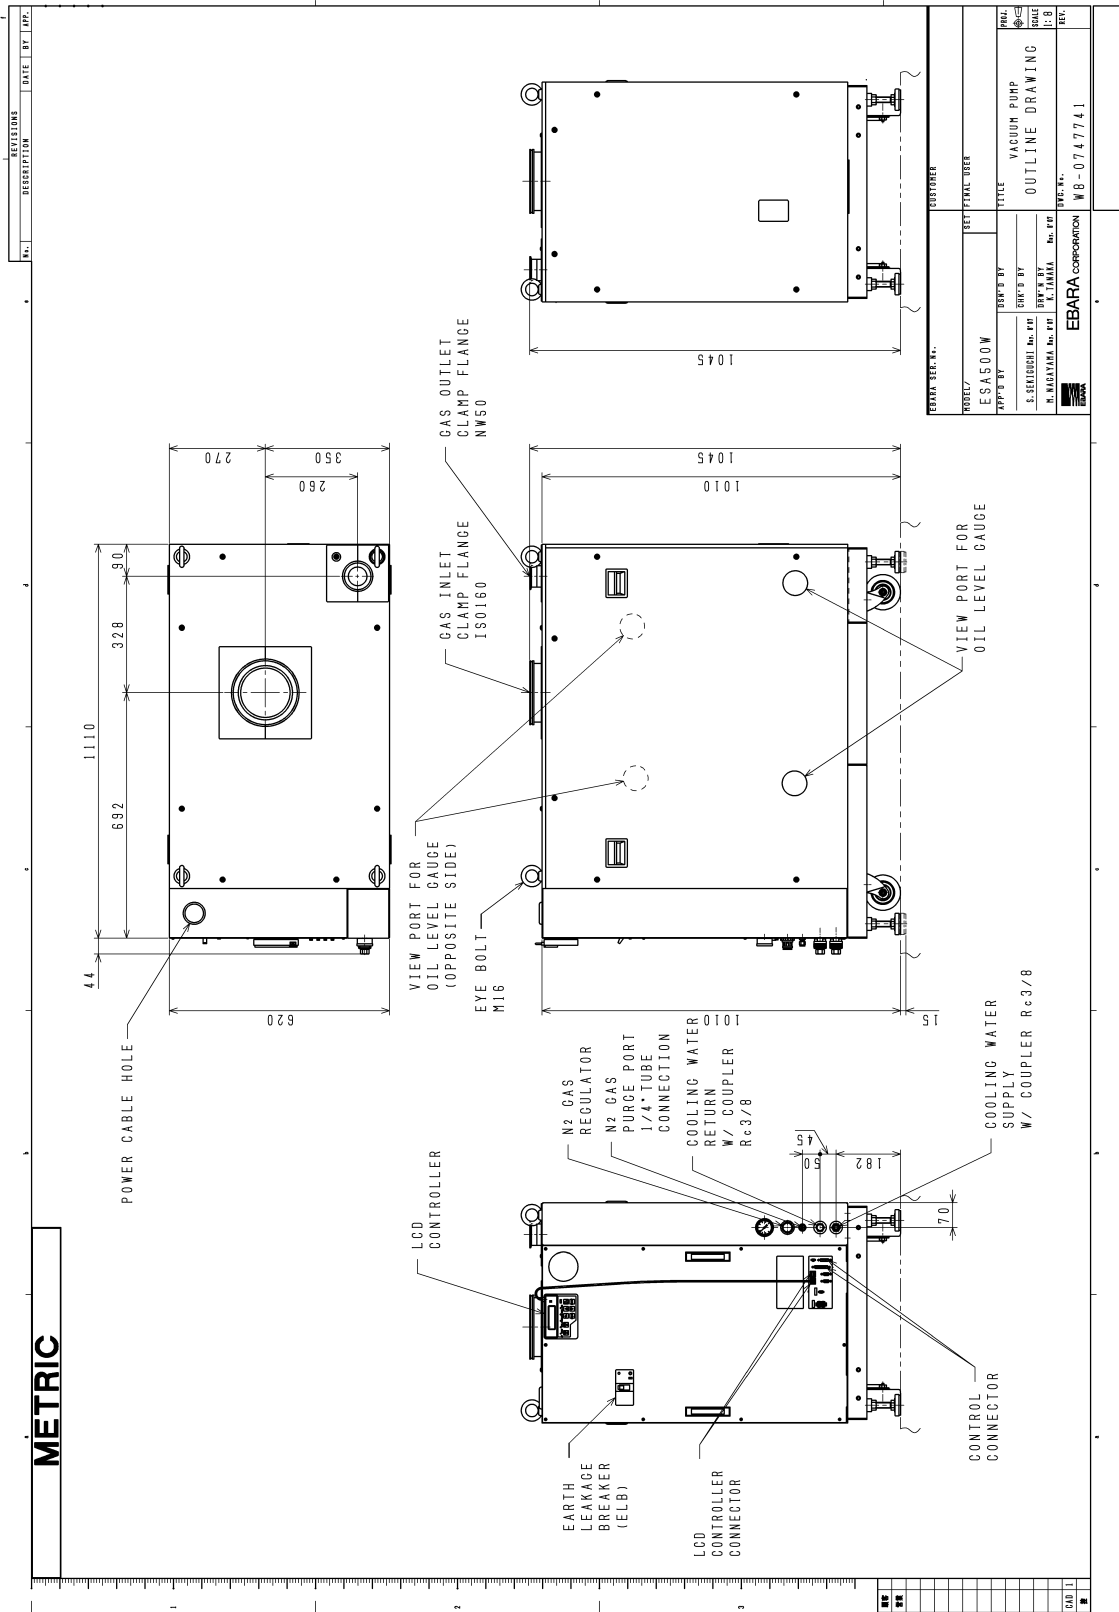 METRIC
REVISIONS
No.
DESCRIPTION
DATE
BY
APP.
POWER CABLE HOLE
44
1110
692
328
90
620
270
350
260
VIEW PORT FOR
OIL LEVEL GAUGE
(OPPOSITE SIDE)
EYE BOLT
M16
GAS INLET
CLAMP FLANGE
ISO160
GAS OUTLET
CLAMP FLANGE
NW50
1010
15
1010
1045
VIEW PORT FOR
OIL LEVEL GAUGE
1045
LCD
CONTROLLER
N2 GAS
REGULATOR
N2 GAS
PURGE PORT
1/4" TUBE
CONNECTION
COOLING WATER
RETURN
W/ COUPLER
Rc3/8
45
50
182
70
COOLING WATER
SUPPLY
W/ COUPLER Rc3/8
EARTH
LEAKAGE
BREAKER
(ELB)
LCD
CONTROLLER
CONNECTOR
CONTROL
CONNECTOR
EBARA SER.No.
CUSTOMER
MODEL/
ESA500W
SET
FINAL USER
APP'D BY
S. SEKIGUCHI
M. NAGAYAMA
DSN'D BY
CHK'D BY
DRW'N BY
K. TANAKA
TITLE
VACUUM PUMP
OUTLINE DRAWING
PROJ.
SCALE
1:8
EBARA
EBARA CORPORATION
DWG.No.
WB-0747741
REV.
CAD 1